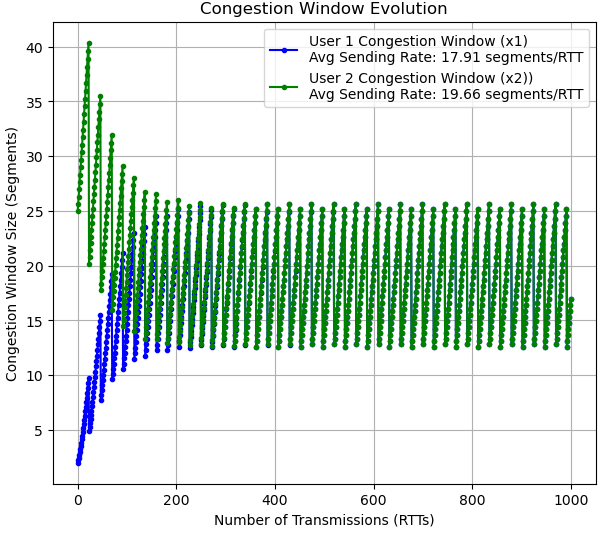 Congestion Window Evolution
User 1 Congestion Window (x1)
Avg Sending Rate: 17.91 segments/RTT
User 2 Congestion Window (x2))
Avg Sending Rate: 19.66 segments/RTT
Congestion Window Size (Segments)
40
35
30
25
20
15
10
5
0
200
400
600
800
1000
Number of Transmissions (RTTs)